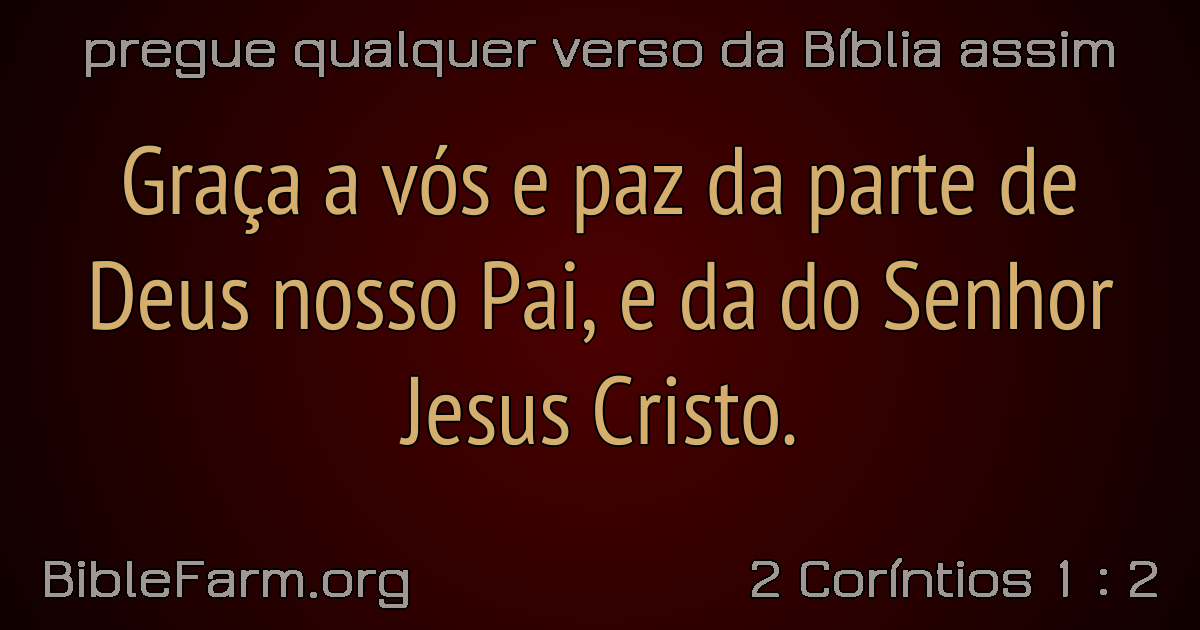 pregue qualquer verso da Bíblia assim
Graça a vós e paz da parte de
Deus nosso Pai, e da do Senhor
Jesus Cristo.
BibleFarm.org
2 Coríntios 1 : 2